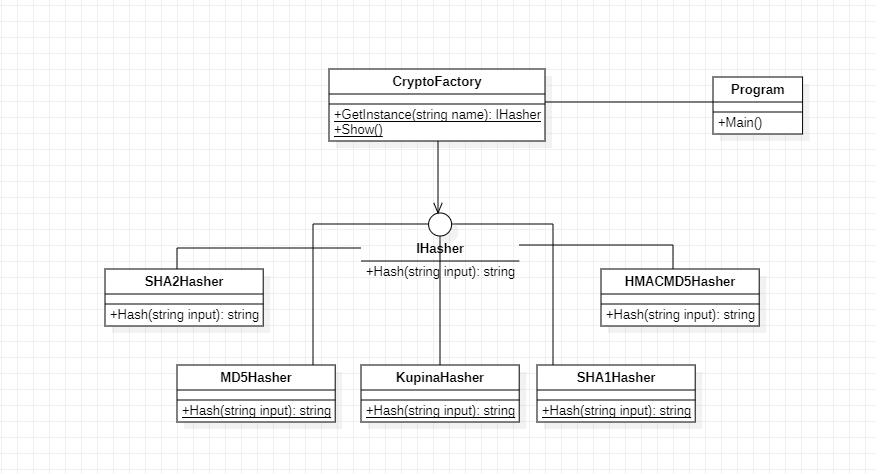 CryptoFactory
+GetInstance(string name): IHasher
+Show()
Program
+Main()
IHasher
+Hash(string input): string
SHA2Hasher
+Hash(string input): string
HMACMD5Hasher
+Hash(string input): string
MD5Hasher
+Hash(string input): string
KupinaHasher
+Hash(string input): string
SHA1Hasher
+Hash(string input): string